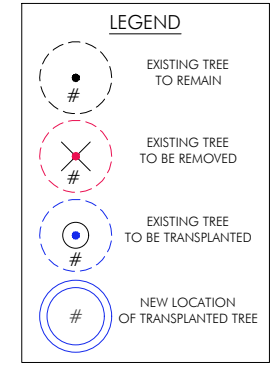 LEGEND
EXISTING TREE
TO REMAIN
#
EXISTING TREE
TO BE REMOVED
#
EXISTING TREE
TO BE TRANSPLANTED
#
NEW LOCATION
OF TRANSPLANTED TREE
#